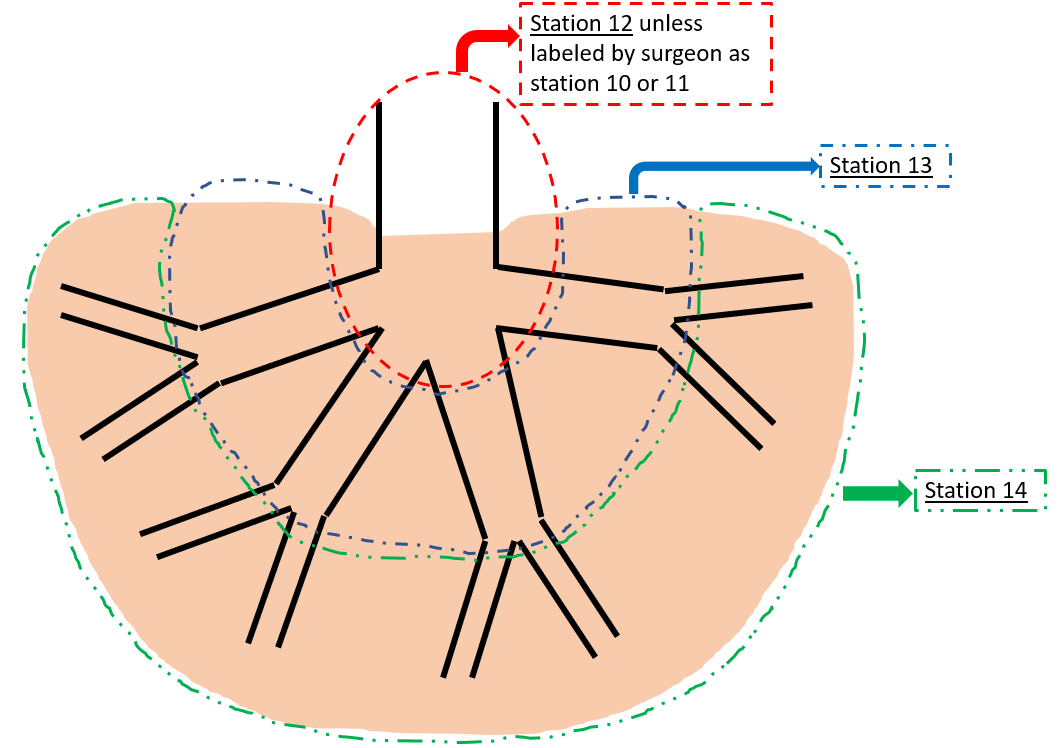 Station 12 unless
labeled by surgeon as
station 10 or 11
Station 13
Station 14